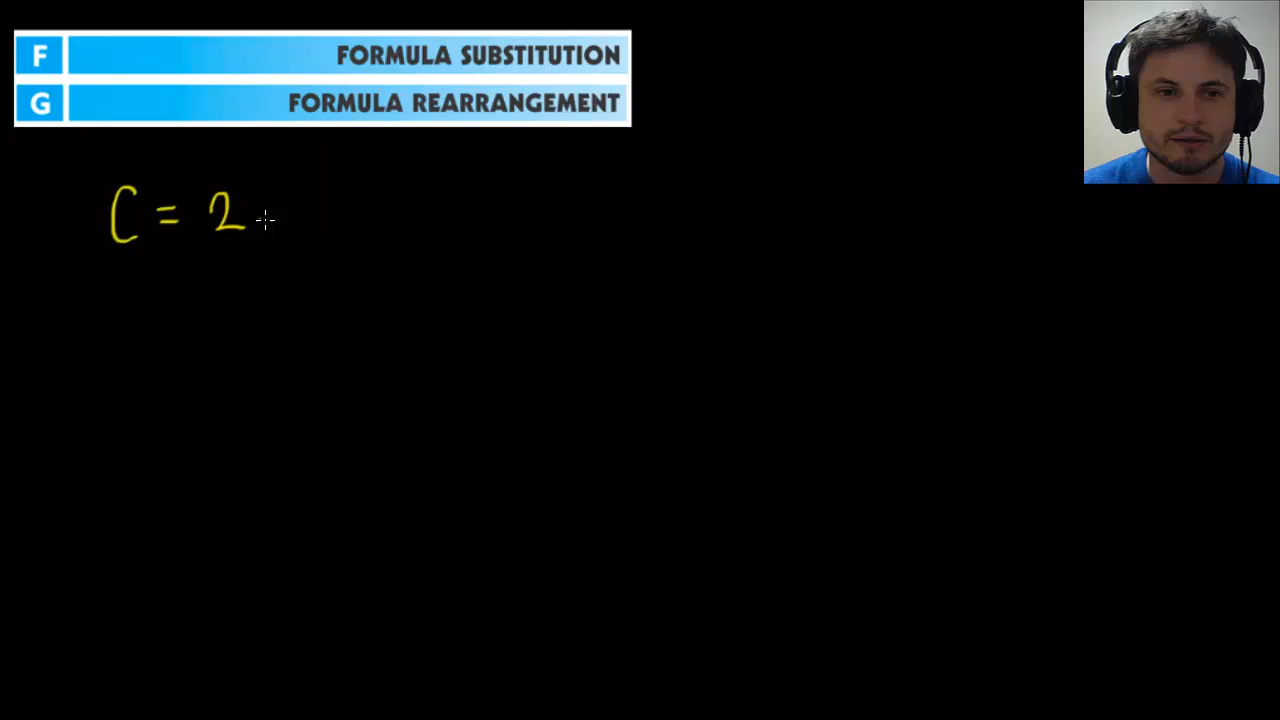 F FORMULA SUBSTITUTION
G FORMULA REARRANGEMENT
C = 2